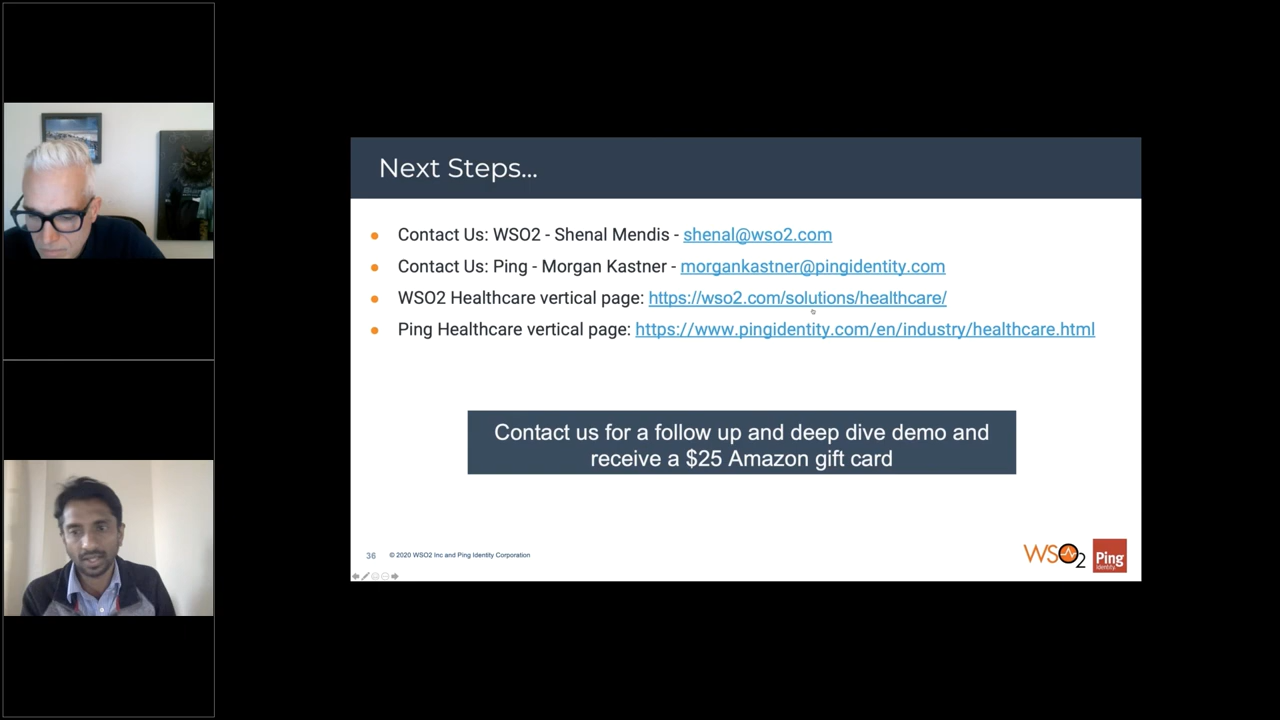 Next Steps...
Contact Us: WSO2 - Shenal Mendis - shenal@wso2.com
Contact Us: Ping - Morgan Kastner - morgankastner@pingidentity.com
WSO2 Healthcare vertical page: https://wso2.com/solutions/healthcare/
Ping Healthcare vertical page: https://www.pingidentity.com/en/industry/healthcare.html
Contact us for a follow up and deep dive demo and
receive a $25 Amazon gift card
36 © 2020 WSO2 Inc and Ping Identity Corporation
WSO2
Ping
Identity